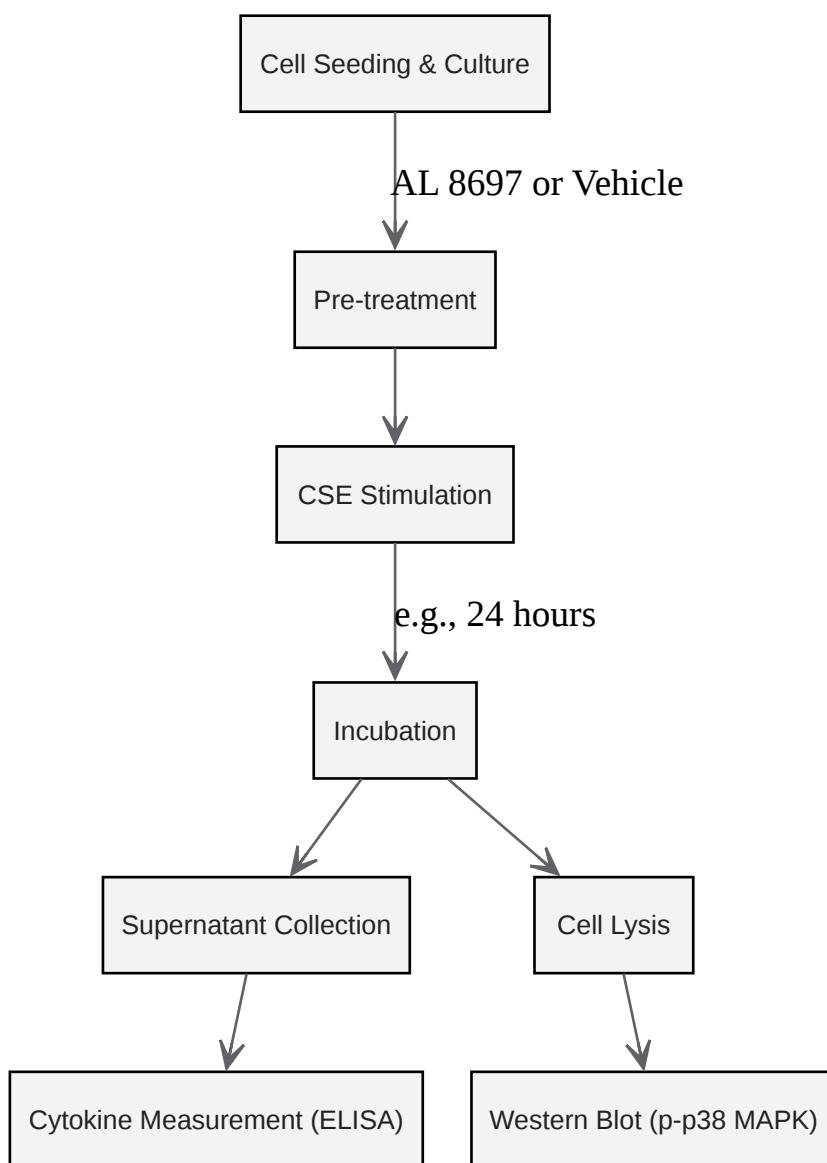 Cell Seeding & Culture
AL 8697 or Vehicle
Pre-treatment
CSE Stimulation
e.g., 24 hours
Incubation
Supernatant Collection
Cell Lysis
Cytokine Measurement (ELISA)
Western Blot (p-p38 MAPK)